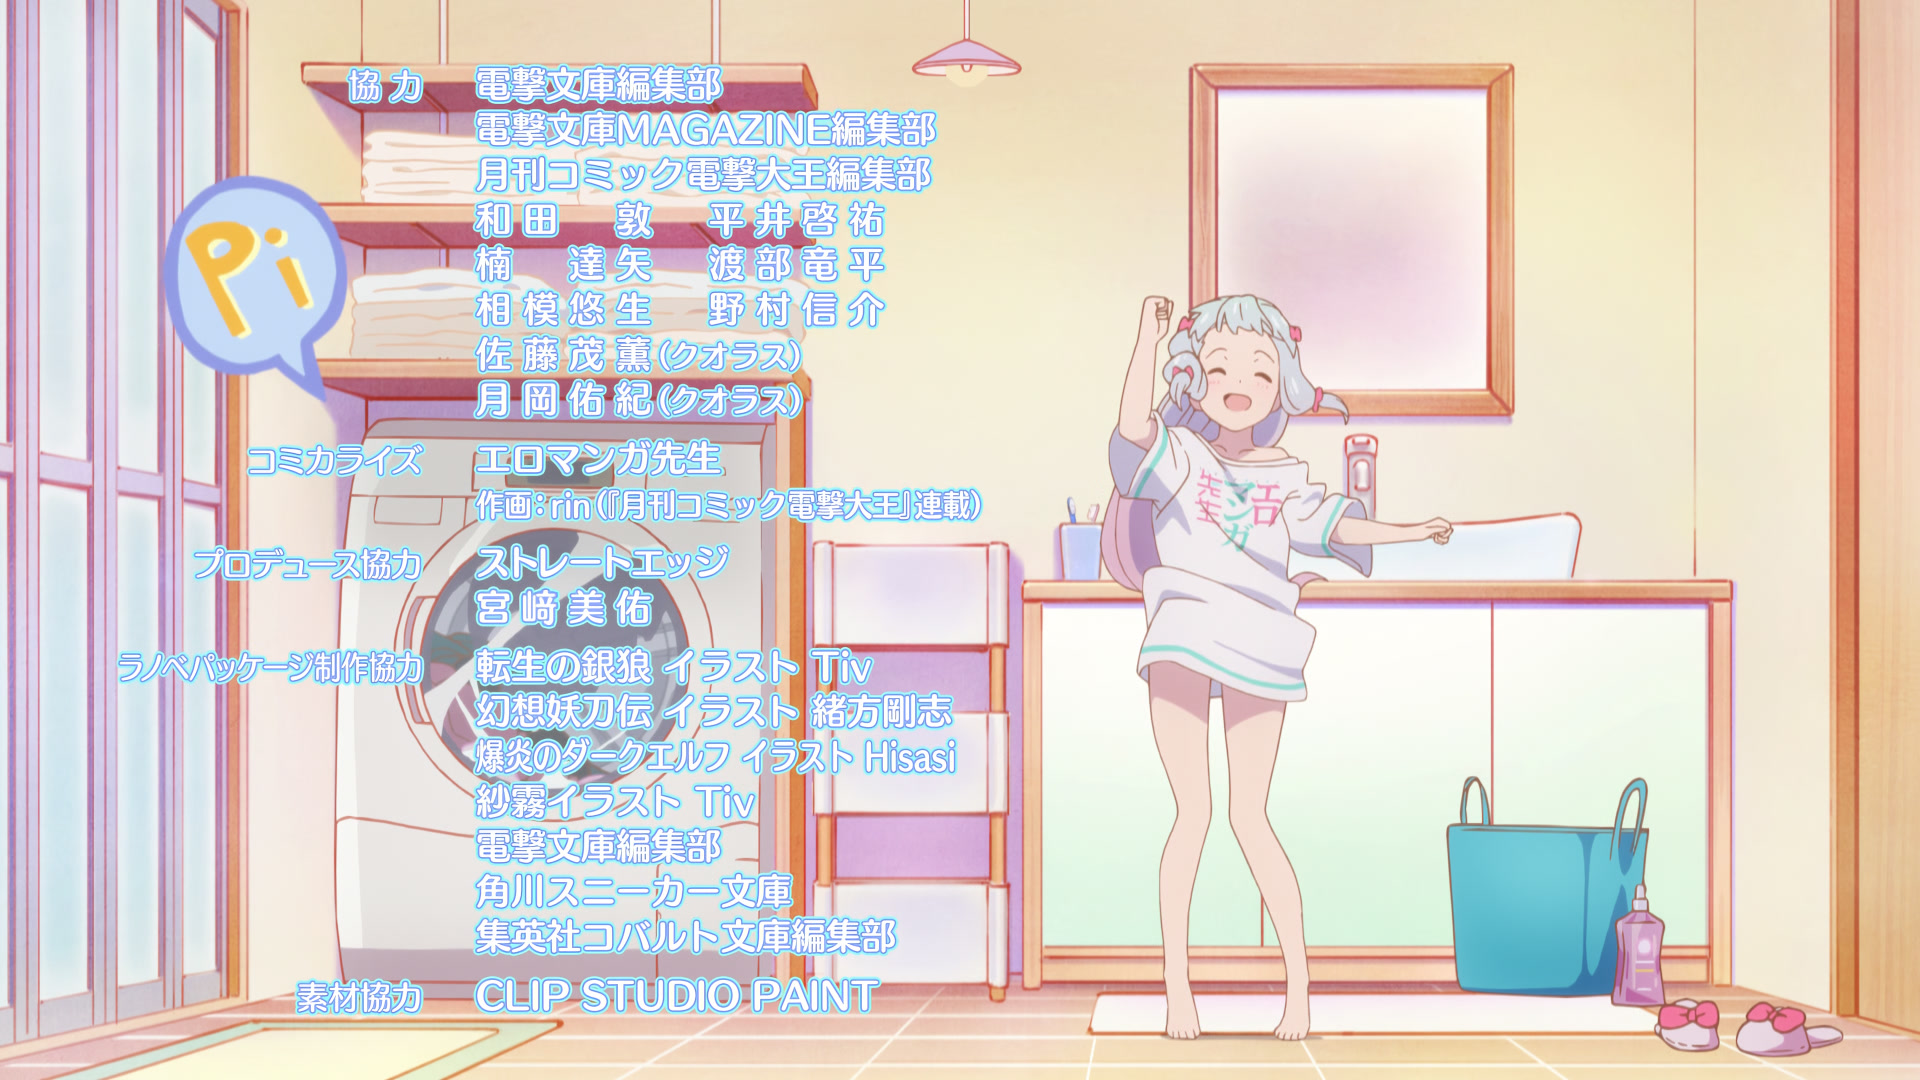 協力 電撃文庫編集部
電撃文庫MAGAZINE編集部
月刊コミック電撃大王編集部
和田 敦 平井啓祐
楠 達矢 渡部竜平
相模悠生 野村信介
佐藤茂薫(クオラス)
月岡佑紀(クオラス)
コミカライズ エロマンガ先生
作画:rin(『月刊コミック電撃大王』連載)
プロデュース協力 ストレートエッジ
宮﨑美佑
ラノベパッケージ制作協力 転生の銀狼 イラスト Tiv
幻想妖刀伝 イラスト 緒方剛志
爆炎のダークエルフ イラスト Hisasi
紗霧イラスト Tiv
電撃文庫編集部
角川スニーカー文庫
集英社コバルト文庫編集部
素材協力 CLIP STUDIO PAINT
Pi
エロ
マンガ
先生